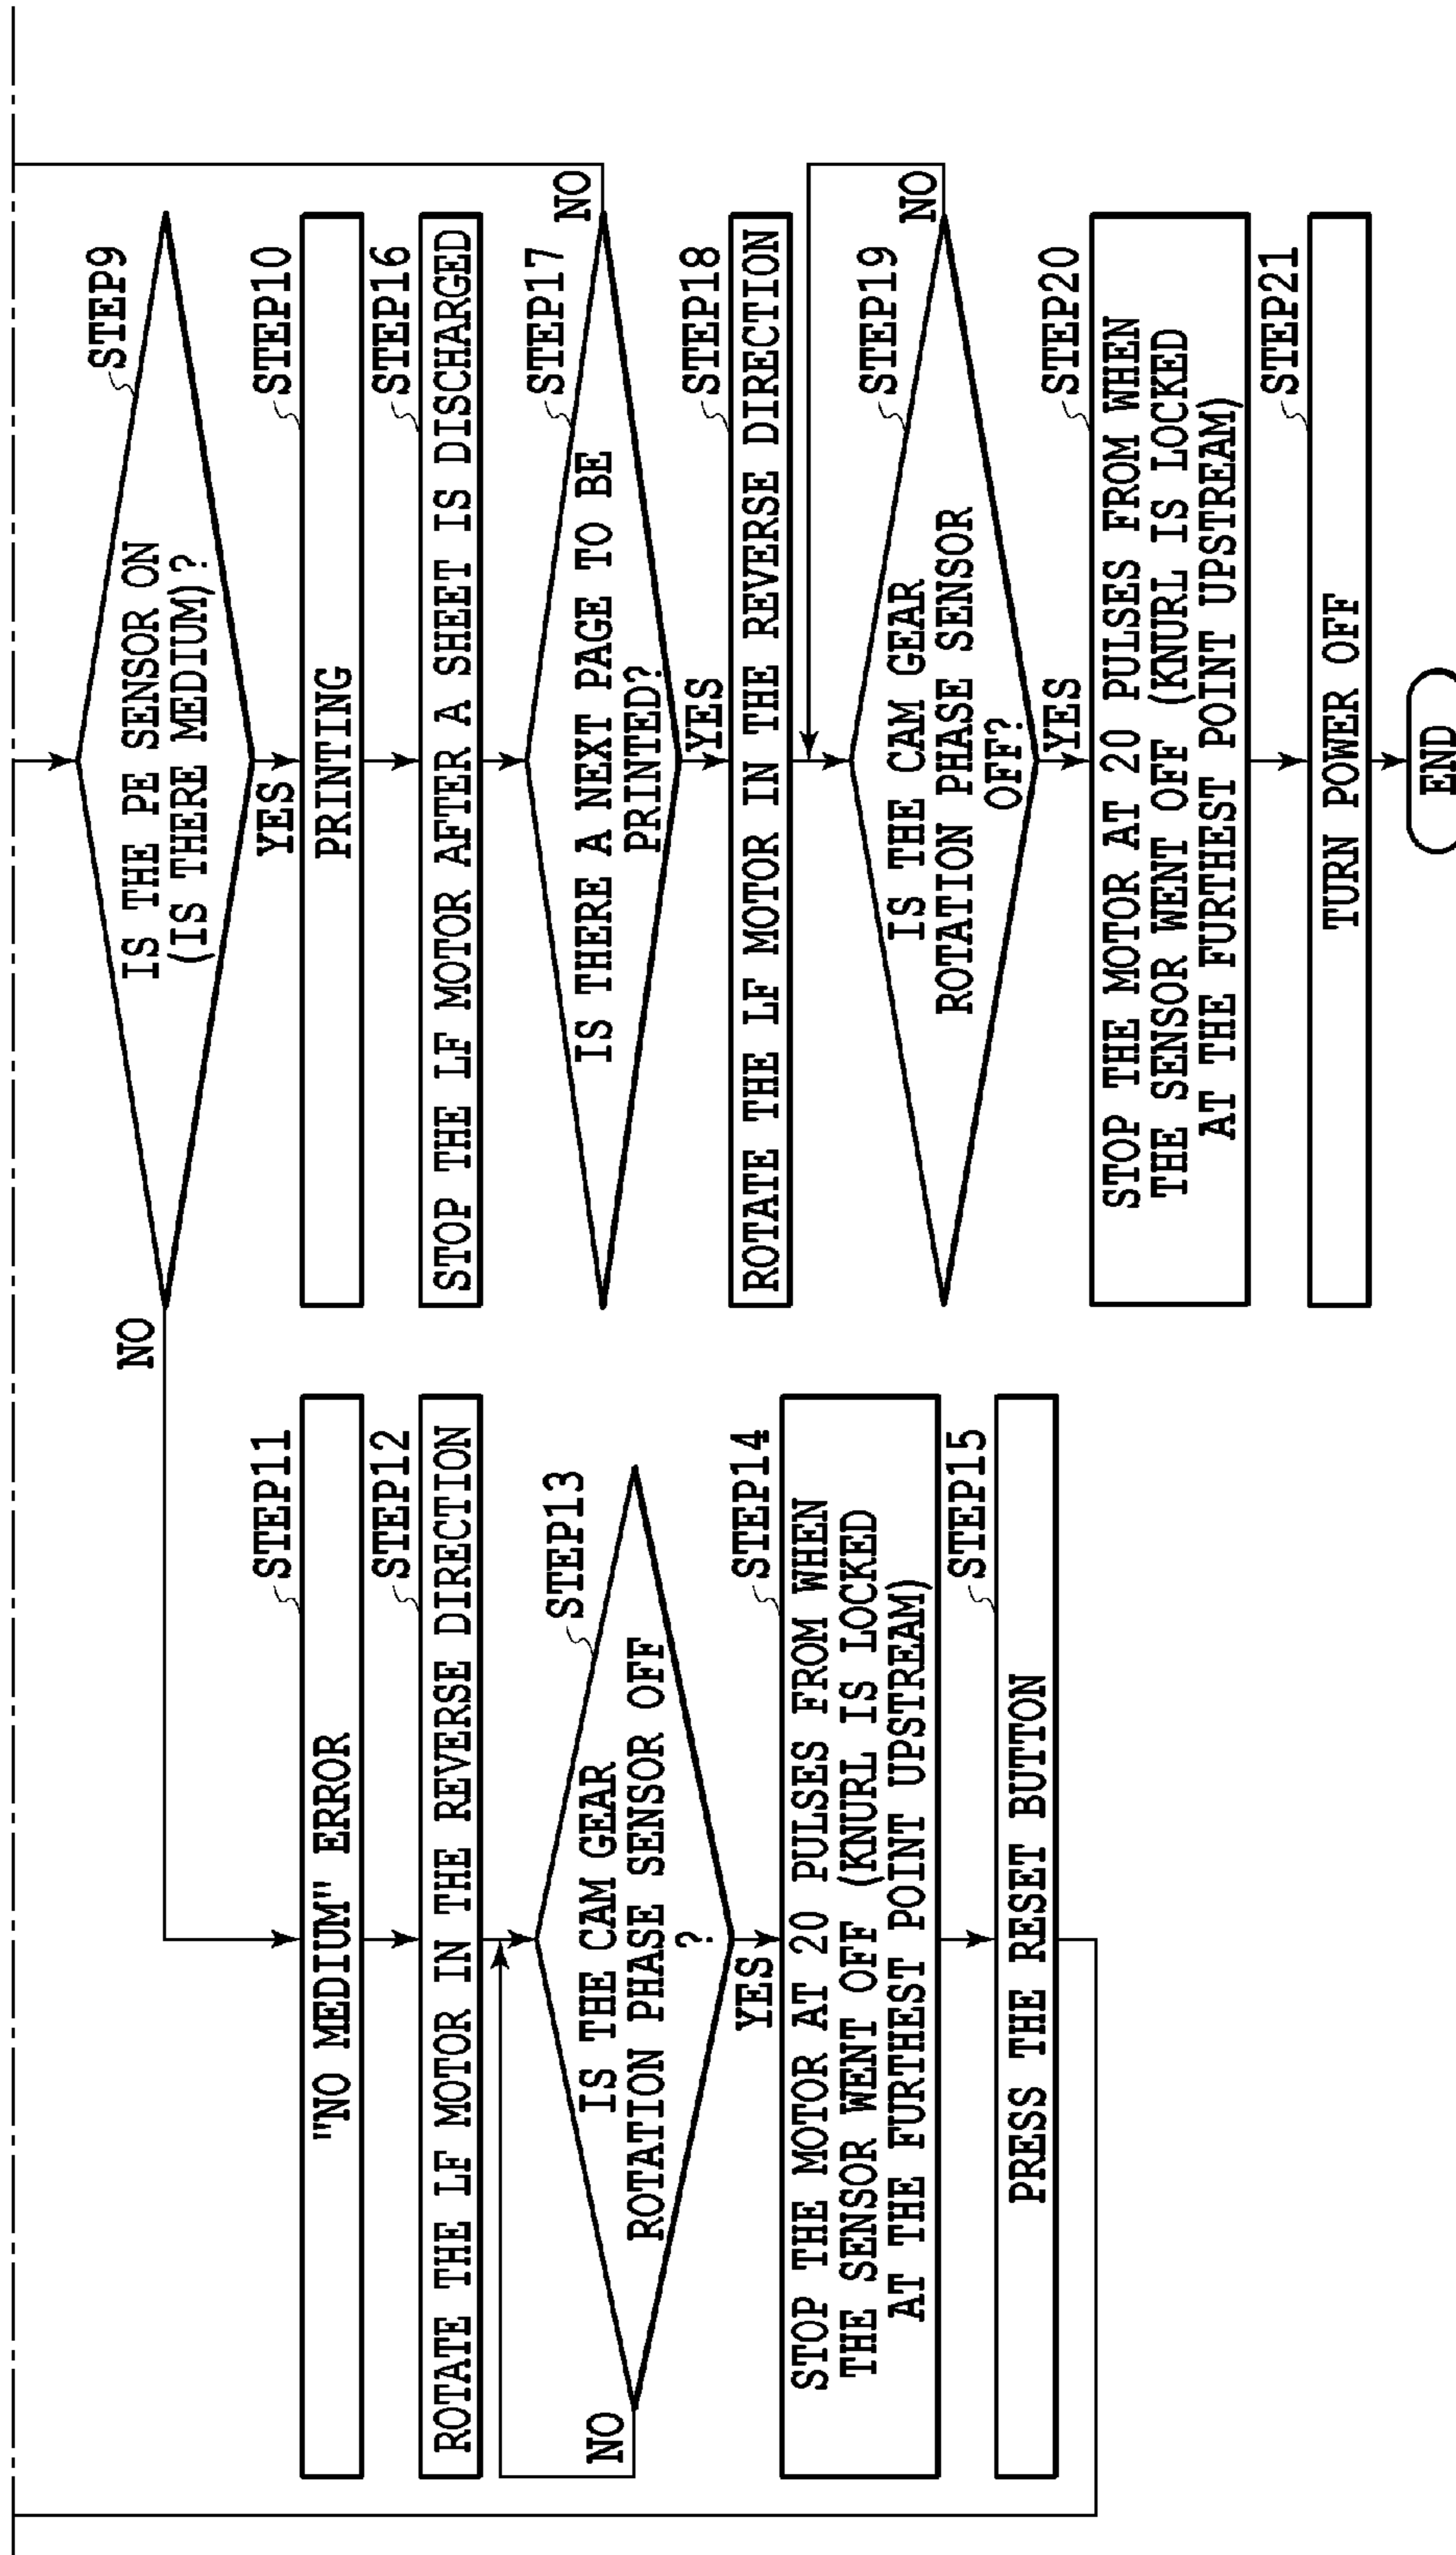 STEP9
IS THE PE SENSOR ON
(IS THERE MEDIUM)?
NO
YES
STEP10
PRINTING
STEP16
STOP THE LF MOTOR AFTER A SHEET IS DISCHARGED
STEP17
IS THERE A NEXT PAGE TO BE
PRINTED?
NO
YES
STEP18
ROTATE THE LF MOTOR IN THE REVERSE DIRECTION
STEP19
IS THE CAM GEAR
ROTATION PHASE SENSOR
OFF?
NO
YES
STEP20
STOP THE MOTOR AT 20 PULSES FROM WHEN
THE SENSOR WENT OFF (KNURL IS LOCKED
AT THE FURTHEST POINT UPSTREAM)
STEP21
TURN POWER OFF
END
STEP11
"NO MEDIUM" ERROR
STEP12
ROTATE THE LF MOTOR IN THE REVERSE DIRECTION
STEP13
IS THE CAM GEAR
ROTATION PHASE SENSOR OFF
?
NO
YES
STEP14
STOP THE MOTOR AT 20 PULSES FROM WHEN
THE SENSOR WENT OFF (KNURL IS LOCKED
AT THE FURTHEST POINT UPSTREAM)
STEP15
PRESS THE RESET BUTTON